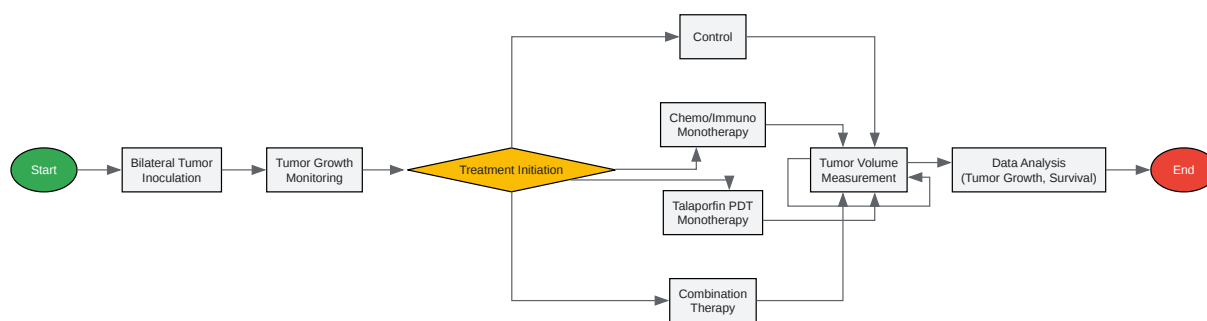 Start
Bilateral Tumor
Inoculation
Tumor Growth
Monitoring
Treatment Initiation
Control
Chemo/Immuno
Monotherapy
Talaporfin PDT
Monotherapy
Combination
Therapy
Tumor Volume
Measurement
Data Analysis
(Tumor Growth, Survival)
End